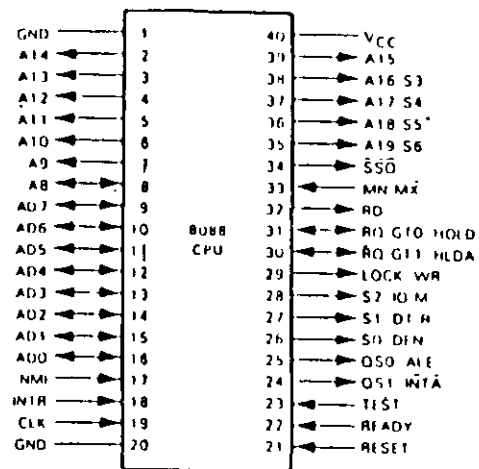 GND 1 40 VCC
A14 2 39 A15
A13 3 38 A16 S3
A12 4 37 A17 S4
A11 5 36 A18 S5
A10 6 35 A19 S6
A9 7 34 SSO
A8 8 33 MN MX
AD7 9 32 RD
AD6 10 8088 31 RQ GT0 HOLD
AD5 11 CPU 30 RQ GT1 HLDA
AD4 12 29 LOCK WR
AD3 13 28 S2 IO M
AD2 14 27 S1 DT R
AD1 15 26 S0 DEN
AD0 16 25 QS0 ALE
NMI 17 24 QS1 INTA
INTR 18 23 TEST
CLK 19 22 READY
GND 20 21 RESET